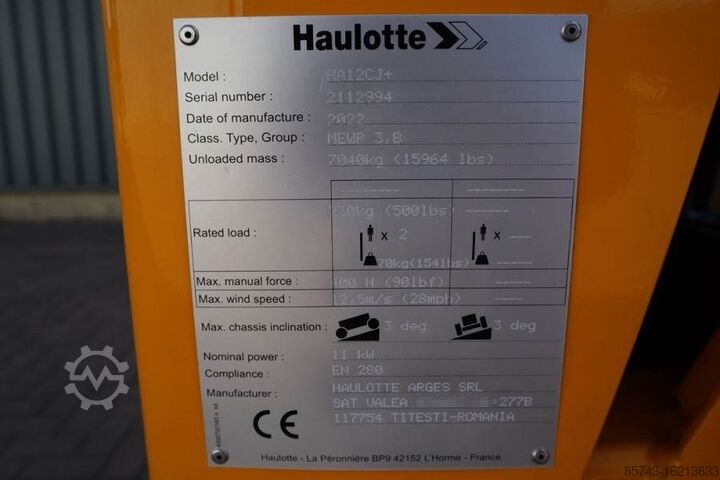 Haulotte
Model : HA12CJ+
Serial number : 2112994
Date of manufacture : 2022
Class. Type, Group : MEWP 3,B
Unloaded mass : 7040kg (15964 lbs)
-------- --------
230kg (500lbs) ------ :
Rated load : x 2 x ---
70kg(154lbs) ----
Max. manual force : 400 N (90lbf) -----
Max. wind speed : 12,5m/s (28mph) -----
Max. chassis inclination : 3 deg 3 deg
Nominal power : 11 kW
Compliance : EN 280
Manufacturer : HAULOTTE ARGES SRL
SAT VALEA :277B
117754 TITESTI-ROMANIA
CE
Haulotte - La Péronnière BP9 42152 L'Horme - France
85743-16213633